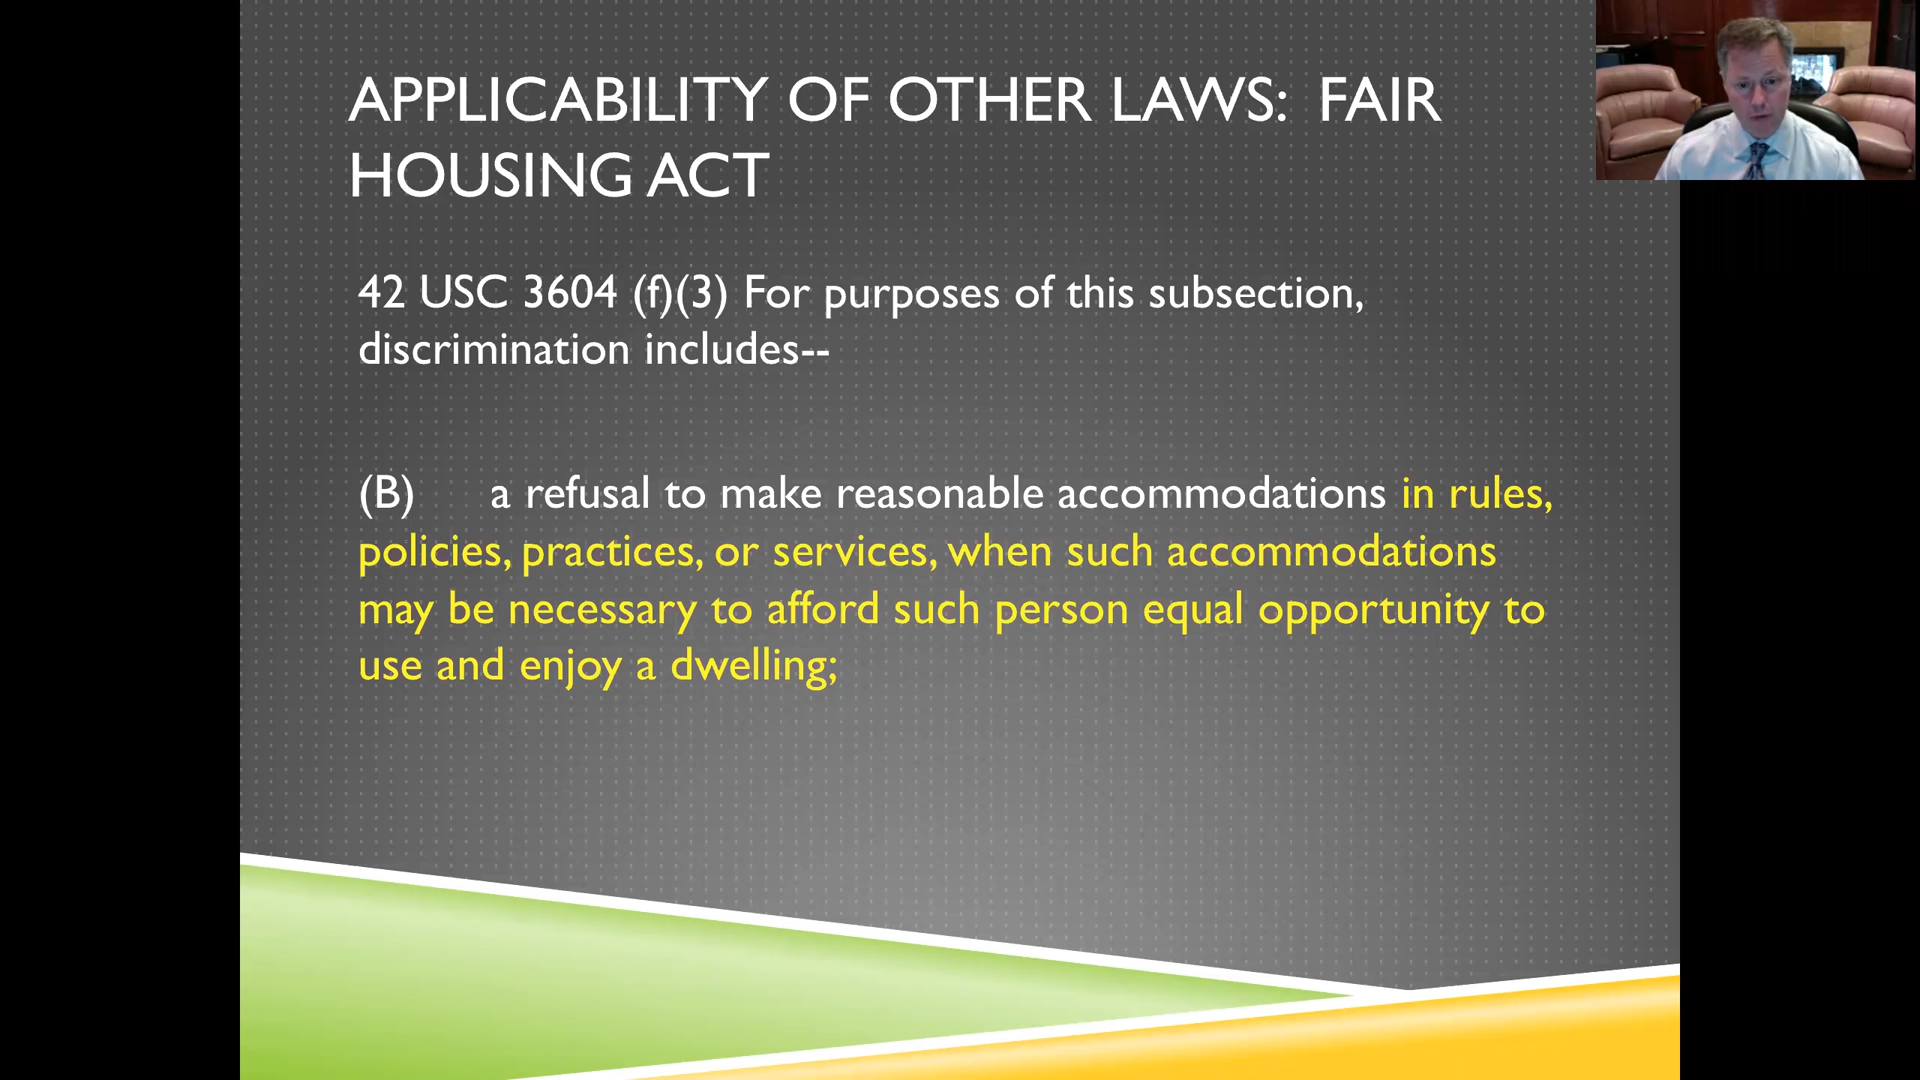 APPLICABILITY OF OTHER LAWS: FAIR
HOUSING ACT
42 USC 3604 (f)(3) For purposes of this subsection,
discrimination includes--
(B) a refusal to make reasonable accommodations in rules,
policies, practices, or services, when such accommodations
may be necessary to afford such person equal opportunity to
use and enjoy a dwelling;